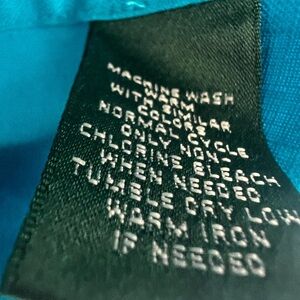 MACHINE WASH
WARM
WITH SIMILAR
COLORS
NORMAL CYCLE
ONLY NON-
CHLORINE BLEACH
WHEN NEEDED
TUMBLE DRY LOW
WARM IRON
IF NEEDED